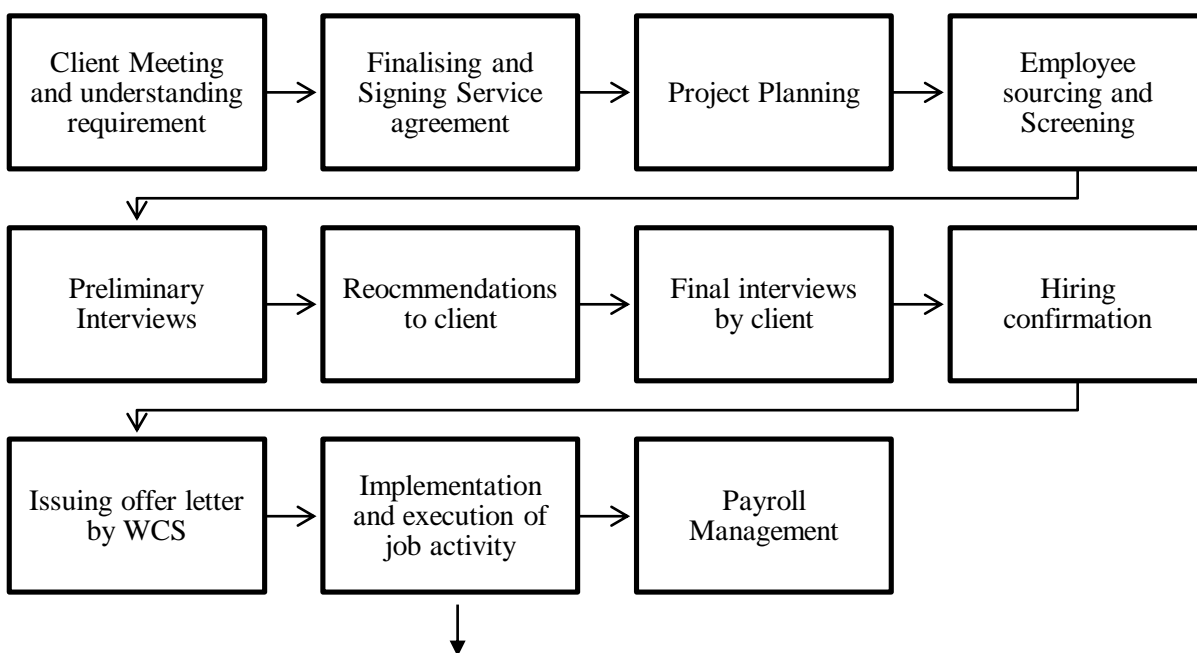 Client Meeting
and understanding
requirement
Finalising and
Signing Service
agreement
Project Planning
Employee
sourcing and
Screening
Preliminary
Interviews
Reocmmendations
to client
Final interviews
by client
Hiring
confirmation
Issuing offer letter
by WCS
Implementation
and execution of
job activity
Payroll
Management